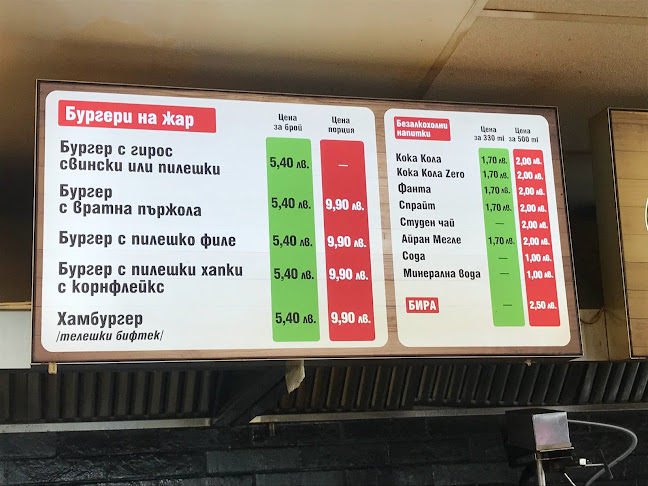 Бургери на жар
Цена
за брой
Цена
порция
Бургер с гирос
свински или пилешки
5,40 лв.
—
Бургер
с вратна пържола
5,40 лв.
9,90 лв.
Бургер с пилешко филе
5,40 лв.
9,90 лв.
Бургер с пилешки хапки
с корнфлейкс
5,40 лв.
9,90 лв.
Хамбургер
/телешки бифтек/
5,40 лв.
9,90 лв.
Безалкохолни
напитки
Цена
за 330 ml
Цена
за 500 ml
Кока Кола 1,70 лв. 2,00 лв.
Кока Кола Zero 1,70 лв. 2,00 лв.
Фанта 1,70 лв. 2,00 лв.
Спрайт 1,70 лв. 2,00 лв.
Студен чай — 2,00 лв.
Айран Мегле 1,70 лв. 2,00 лв.
Сода — 1,00 лв.
Минерална вода — 1,00 лв.
БИРА — 2,50 лв.